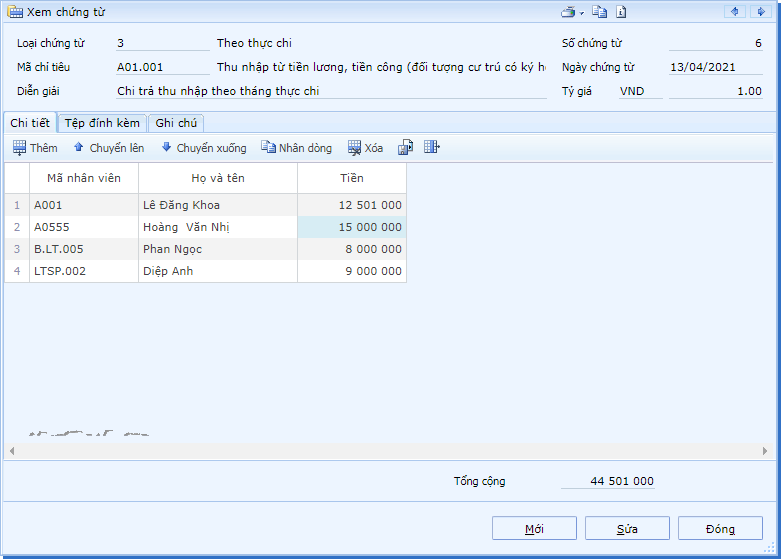 Xem chứng từ
Loại chứng từ 3 Theo thực chi Số chứng từ 6
Mã chỉ tiêu A01.001 Thu nhập từ tiền lương, tiền công (đối tượng cư trú có ký h Ngày chứng từ 13/04/2021
Diễn giải Chi trả thu nhập theo tháng thực chi Tỷ giá VND 1.00
Chi tiết Tệp đính kèm Ghi chú
Thêm Chuyển lên Chuyển xuống Nhân dòng Xóa
Mã nhân viên Họ và tên Tiền
1 A001 Lê Đăng Khoa 12 501 000
2 A0555 Hoàng Văn Nhị 15 000 000
3 B.LT.005 Phan Ngọc 8 000 000
4 LTSP.002 Diệp Anh 9 000 000
Tổng cộng 44 501 000
Mới Sửa Đóng